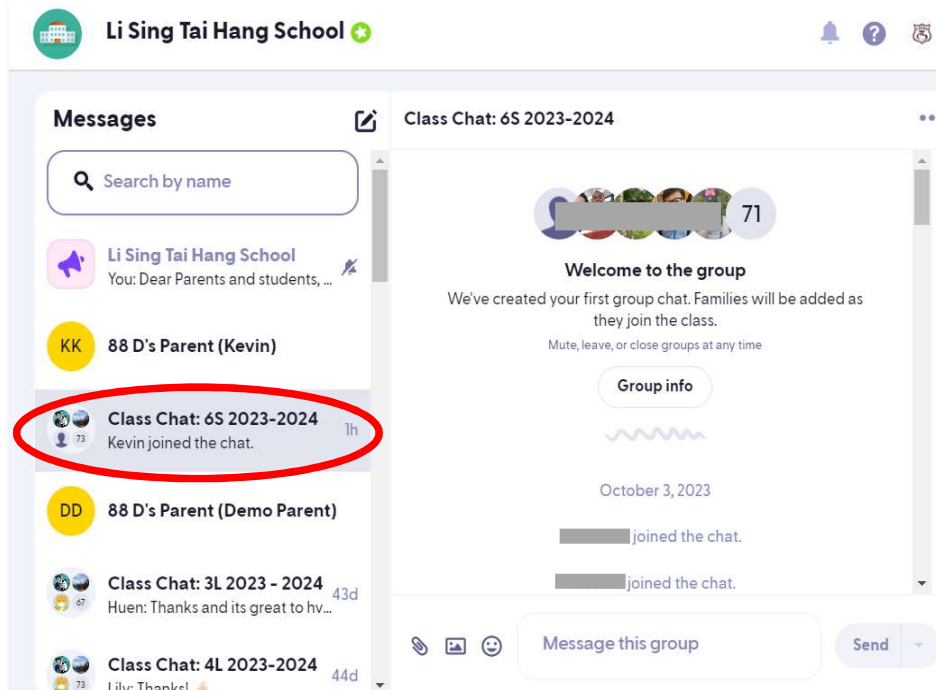 Li Sing Tai Hang School
Messages
Search by name
Li Sing Tai Hang School
You: Dear Parents and students, ...
KK
88 D's Parent (Kevin)
Class Chat: 6S 2023-2024
73
Kevin joined the chat.
1h
DD
88 D's Parent (Demo Parent)
Class Chat: 3L 2023 - 2024
67
Huen: Thanks and its great to hv...
43d
Class Chat: 4L 2023-2024
73
Lily: Thanks!
44d
Class Chat: 6S 2023-2024
71
Welcome to the group
We've created your first group chat. Families will be added as
they join the class.
Mute, leave, or close groups at any time
Group info
October 3, 2023
joined the chat.
joined the chat.
Message this group
Send